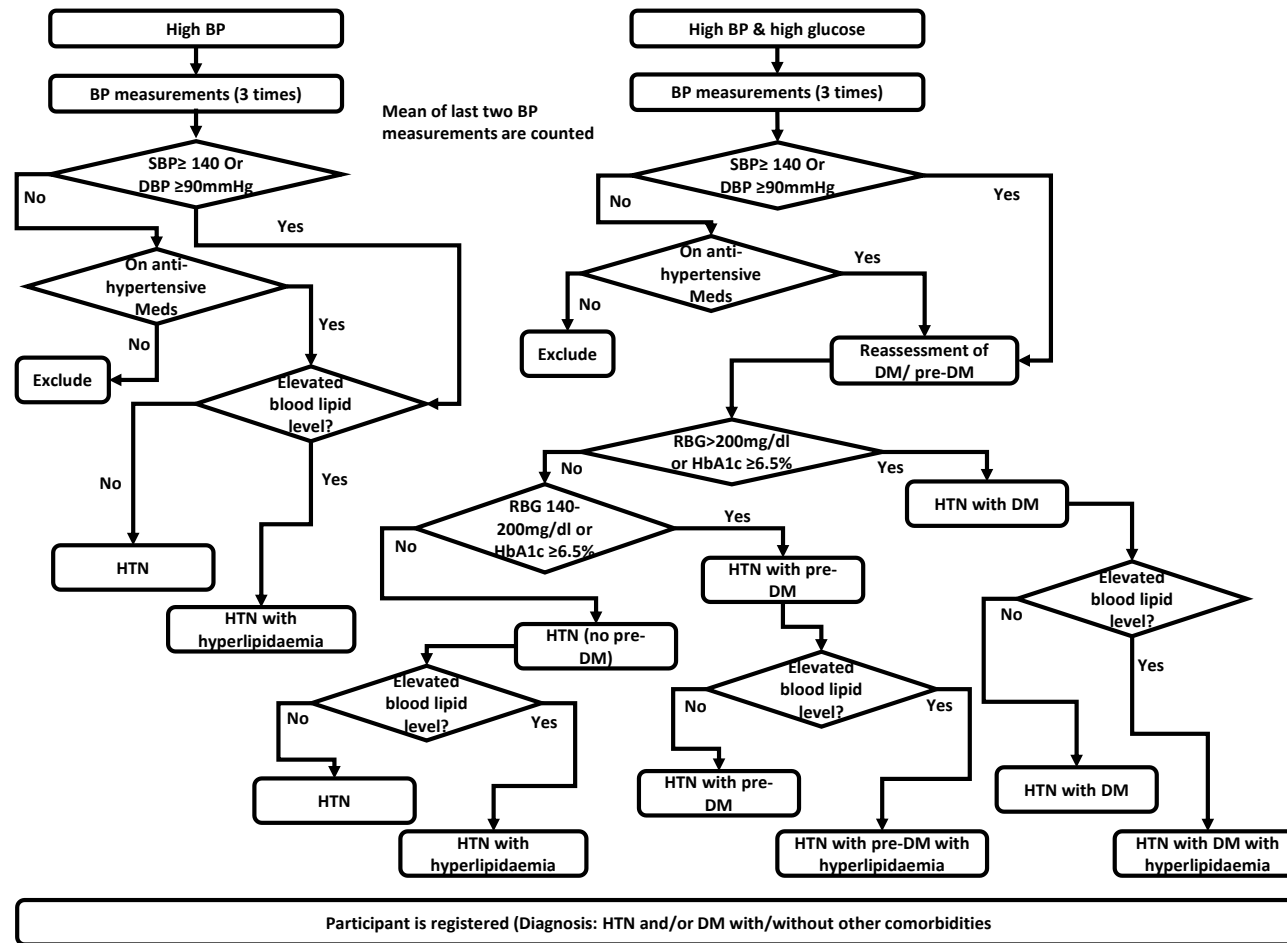 High BP
BP measurements (3 times)
Mean of last two BP
measurements are counted
SBP≥ 140 Or
DBP ≥90mmHg
No
Yes
On anti-
hypertensive
Meds
No
Yes
Exclude
Elevated
blood lipid
level?
No
Yes
HTN
HTN with
hyperlipidaemia
High BP & high glucose
BP measurements (3 times)
SBP≥ 140 Or
DBP ≥90mmHg
No
Yes
On anti-
hypertensive
Meds
No
Yes
Exclude
Reassessment of
DM/ pre-DM
RBG>200mg/dl
or HbA1c ≥6.5%
No
Yes
RBG 140-
200mg/dl or
HbA1c ≥6.5%
No
Yes
HTN with DM
HTN with pre-
DM
HTN (no pre-
DM)
Elevated
blood lipid
level?
No
Yes
HTN
HTN with
hyperlipidaemia
Elevated
blood lipid
level?
No
Yes
HTN with pre-
DM
HTN with pre-DM with
hyperlipidaemia
Elevated
blood lipid
level?
No
Yes
HTN with DM
HTN with DM with
hyperlipidaemia
Participant is registered (Diagnosis: HTN and/or DM with/without other comorbidities